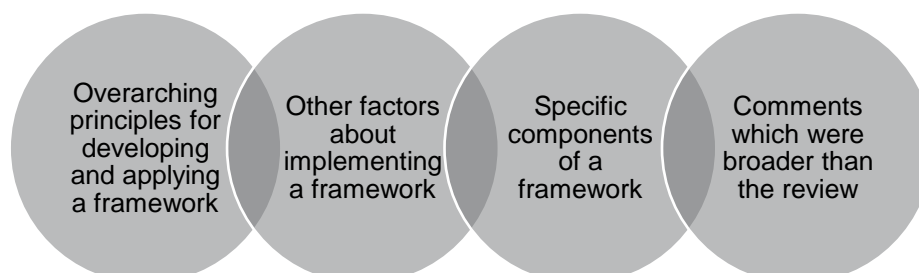 Overarching
principles for
developing
and applying
a framework
Other factors
about
implementing
a framework
Specific
components
of a
framework
Comments
which were
broader than
the review